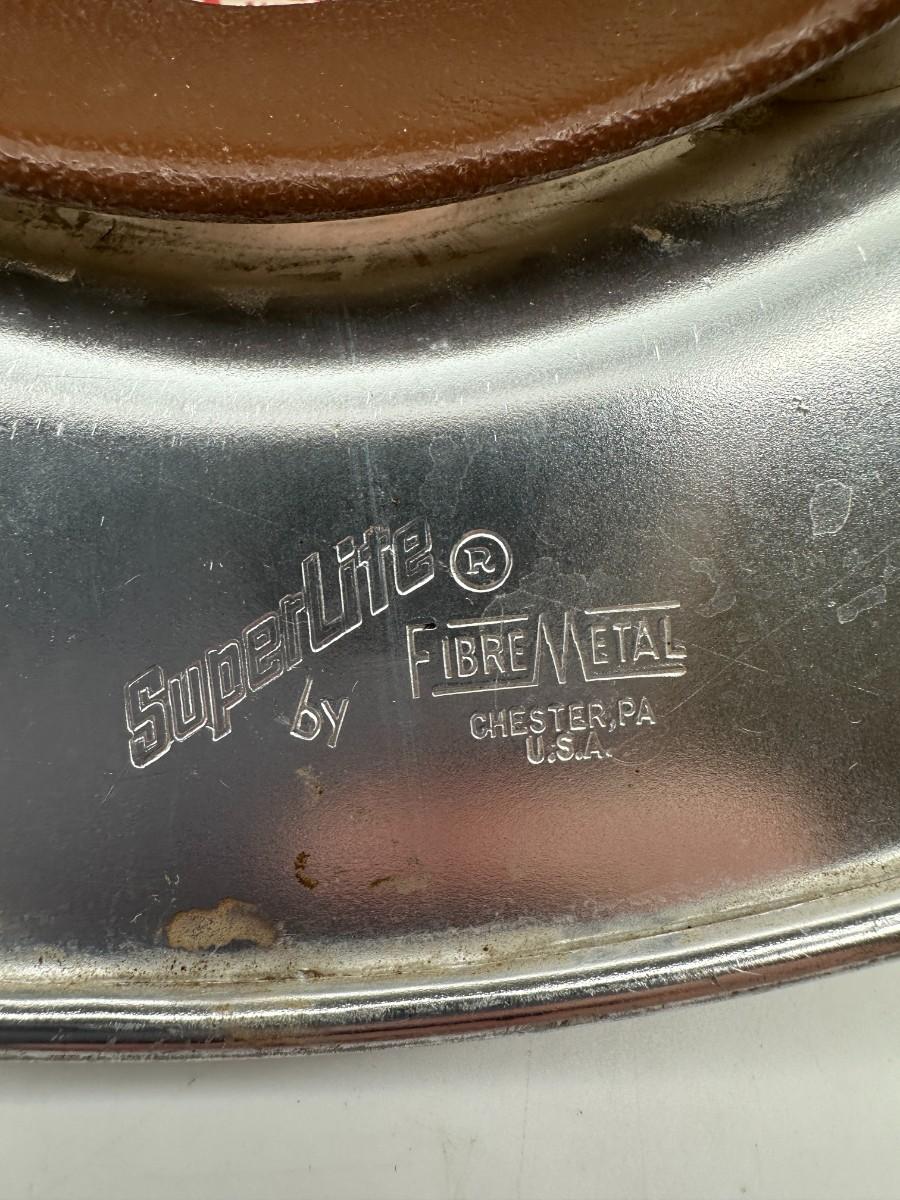 SuperLite ®
by FIBRE METAL
CHESTER, PA
U.S.A.